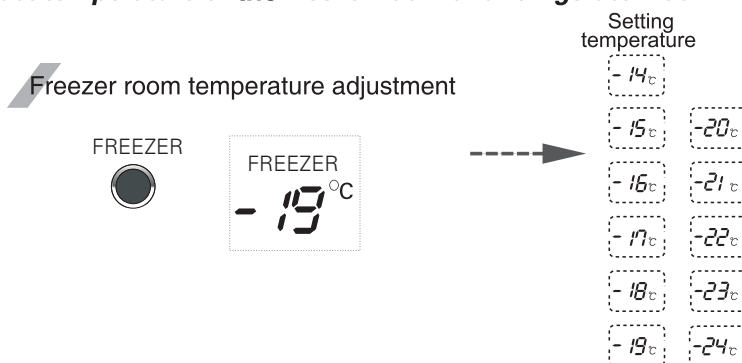 Setting
temperature
Freezer room temperature adjustment
FREEZER
FREEZER
-19 °C
-14 °C
-15 °C -20 °C
-16 °C -21 °C
-17 °C -22 °C
-18 °C -23 °C
-19 °C -24 °C